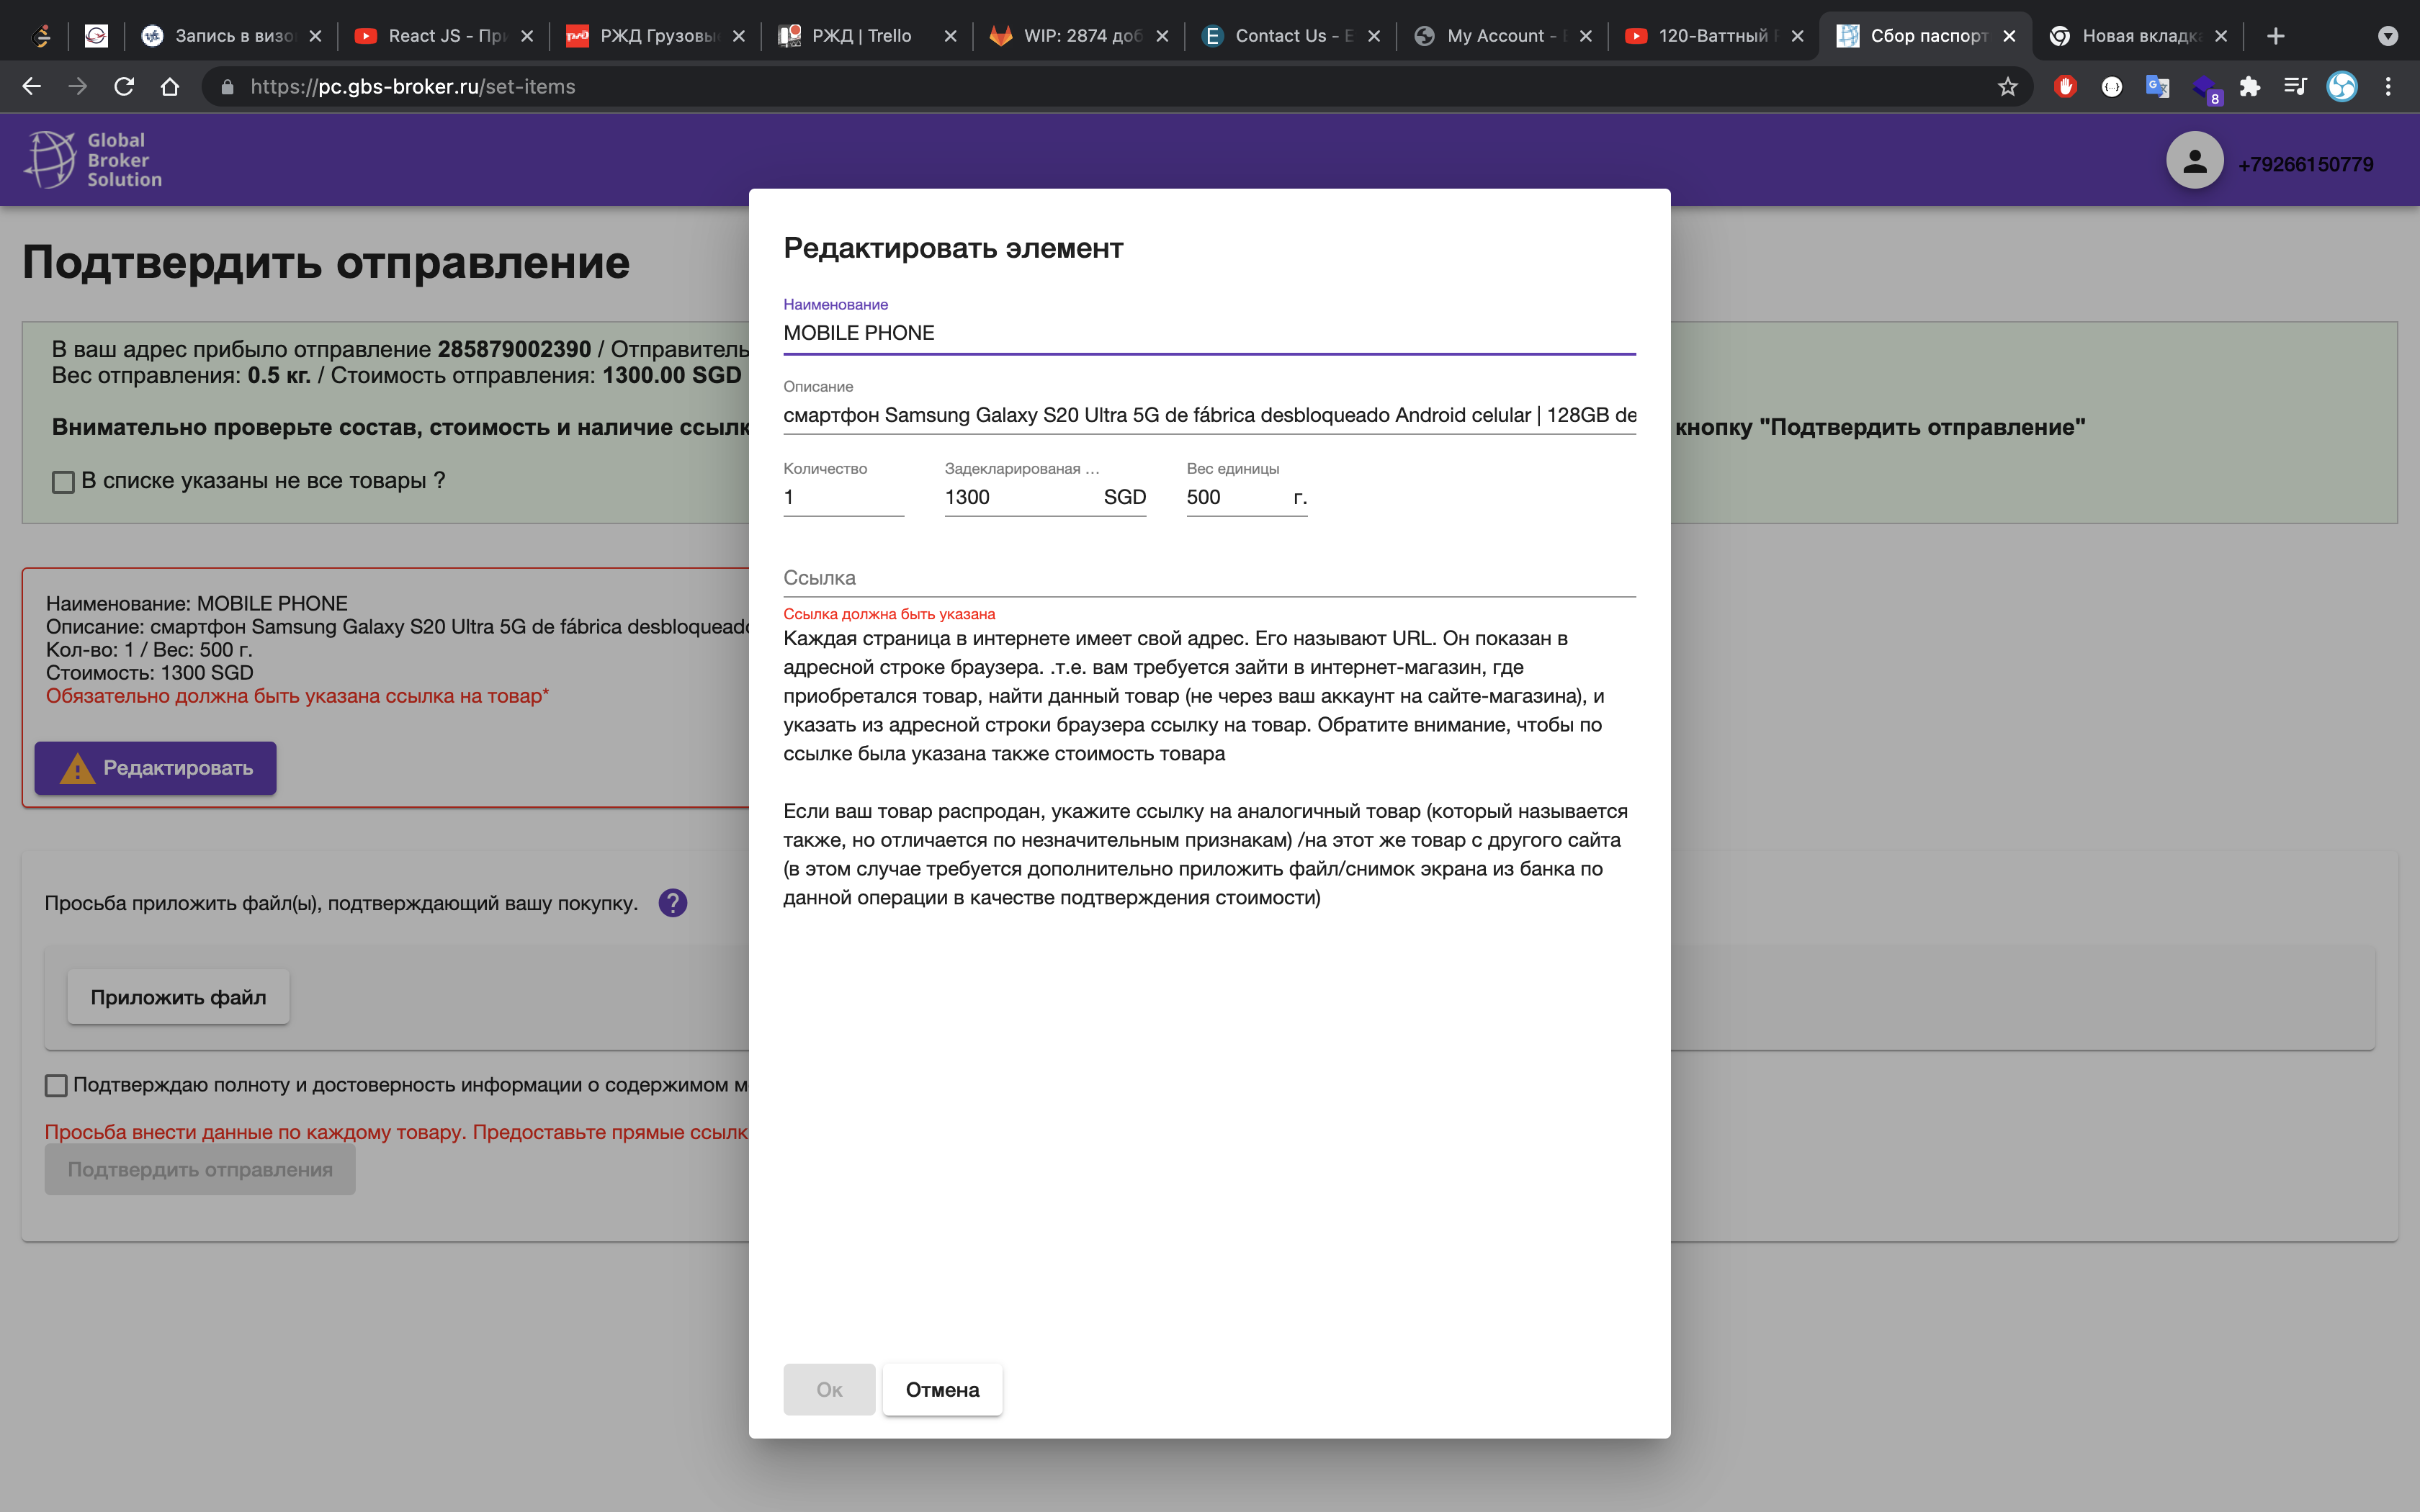 Запись в визо
React JS - При
РЖД Грузовые
РЖД | Trello
WIP: 2874 доб
Contact Us - E
My Account - E
120-Ваттный
Сбор паспорт
Новая вкладка
https://pc.gbs-broker.ru/set-items
8
Global
Broker
Solution
+79266150779
Подтвердить отправление
В ваш адрес прибыло отправление 285879002390 / Отправитель
Вес отправления: 0.5 кг. / Стоимость отправления: 1300.00 SGD
Внимательно проверьте состав, стоимость и наличие ссылк
кнопку "Подтвердить отправление"
В списке указаны не все товары ?
Наименование: MOBILE PHONE
Описание: смартфон Samsung Galaxy S20 Ultra 5G de fábrica desbloqueado
Кол-во: 1 / Вес: 500 г.
Стоимость: 1300 SGD
Обязательно должна быть указана ссылка на товар*
Редактировать
Просьба приложить файл(ы), подтверждающий вашу покупку.
?
Приложить файл
Подтверждаю полноту и достоверность информации о содержимом м
Просьба внести данные по каждому товару. Предоставьте прямые ссылк
Подтвердить отправления
Редактировать элемент
Наименование
MOBILE PHONE
Описание
смартфон Samsung Galaxy S20 Ultra 5G de fábrica desbloqueado Android celular | 128GB de
Количество
Задекларированая ...
Вес единицы
1
1300 SGD
500 г.
Ссылка
Ссылка должна быть указана
Каждая страница в интернете имеет свой адрес. Его называют URL. Он показан в
адресной строке браузера. .т.е. вам требуется зайти в интернет-магазин, где
приобретался товар, найти данный товар (не через ваш аккаунт на сайте-магазина), и
указать из адресной строки браузера ссылку на товар. Обратите внимание, чтобы по
ссылке была указана также стоимость товара
Если ваш товар распродан, укажите ссылку на аналогичный товар (который называется
также, но отличается по незначительным признакам) /на этот же товар с другого сайта
(в этом случае требуется дополнительно приложить файл/снимок экрана из банка по
данной операции в качестве подтверждения стоимости)
Ок
Отмена